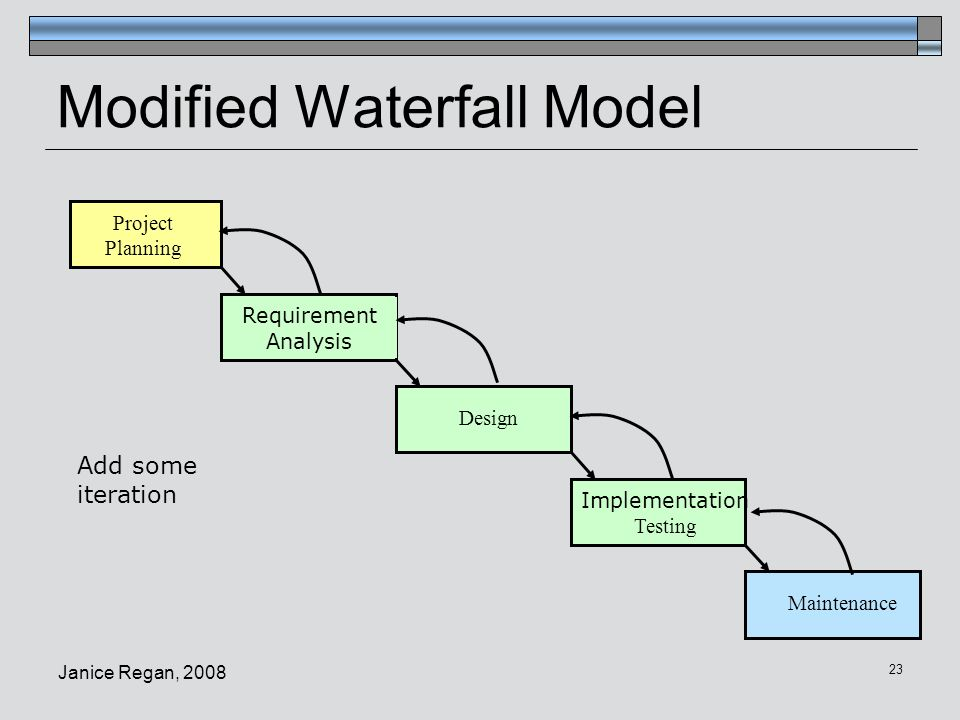 Modified Waterfall Model
Project
Planning
Requirement
Analysis
Design
Add some
iteration
Implementation
Testing
Maintenance
Janice Regan, 2008
23